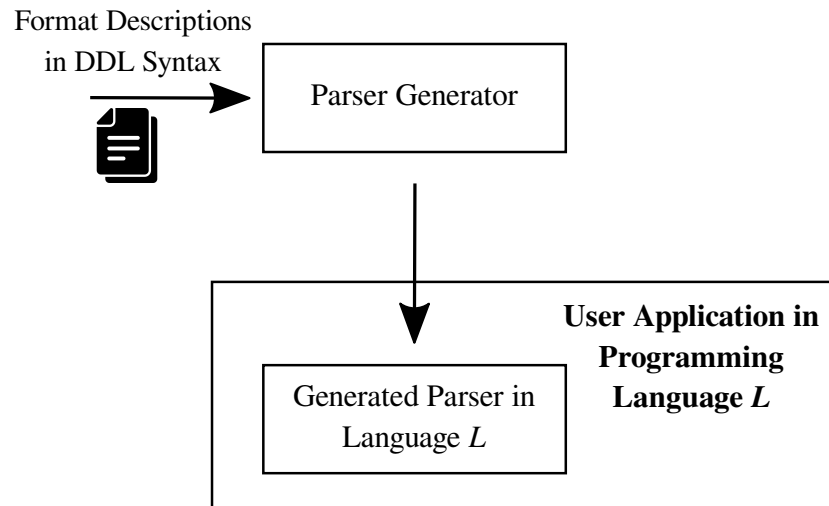 Format Descriptions
in DDL Syntax
Parser Generator
User Application in
Programming
Language L
Generated Parser in
Language L